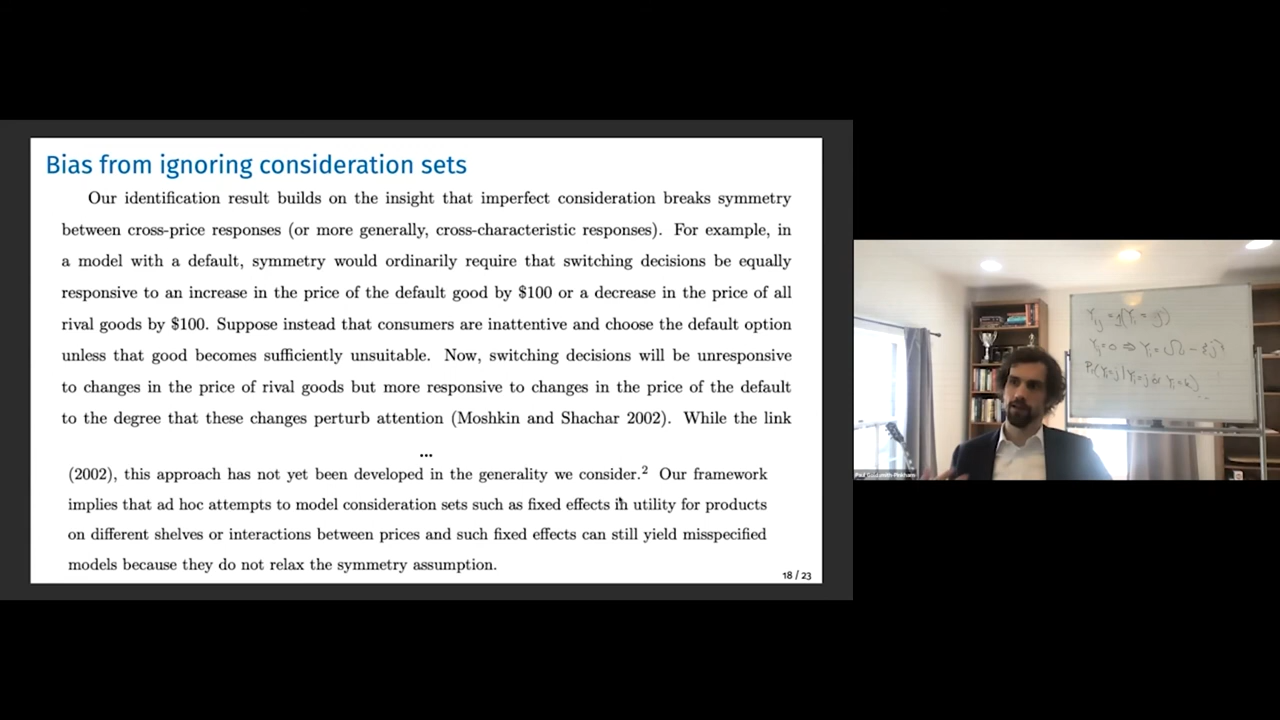 Bias from ignoring consideration sets
Our identification result builds on the insight that imperfect consideration breaks symmetry
between cross-price responses (or more generally, cross-characteristic responses). For example, in
a model with a default, symmetry would ordinarily require that switching decisions be equally
responsive to an increase in the price of the default good by $100 or a decrease in the price of all
rival goods by $100. Suppose instead that consumers are inattentive and choose the default option
unless that good becomes sufficiently unsuitable. Now, switching decisions will be unresponsive
to changes in the price of rival goods but more responsive to changes in the price of the default
to the degree that these changes perturb attention (Moshkin and Shachar 2002). While the link
...
(2002), this approach has not yet been developed in the generality we consider.² Our framework
implies that ad hoc attempts to model consideration sets such as fixed effects in utility for products
on different shelves or interactions between prices and such fixed effects can still yield misspecified
models because they do not relax the symmetry assumption.
18 / 23
Paul Goldsmith-Pinkham